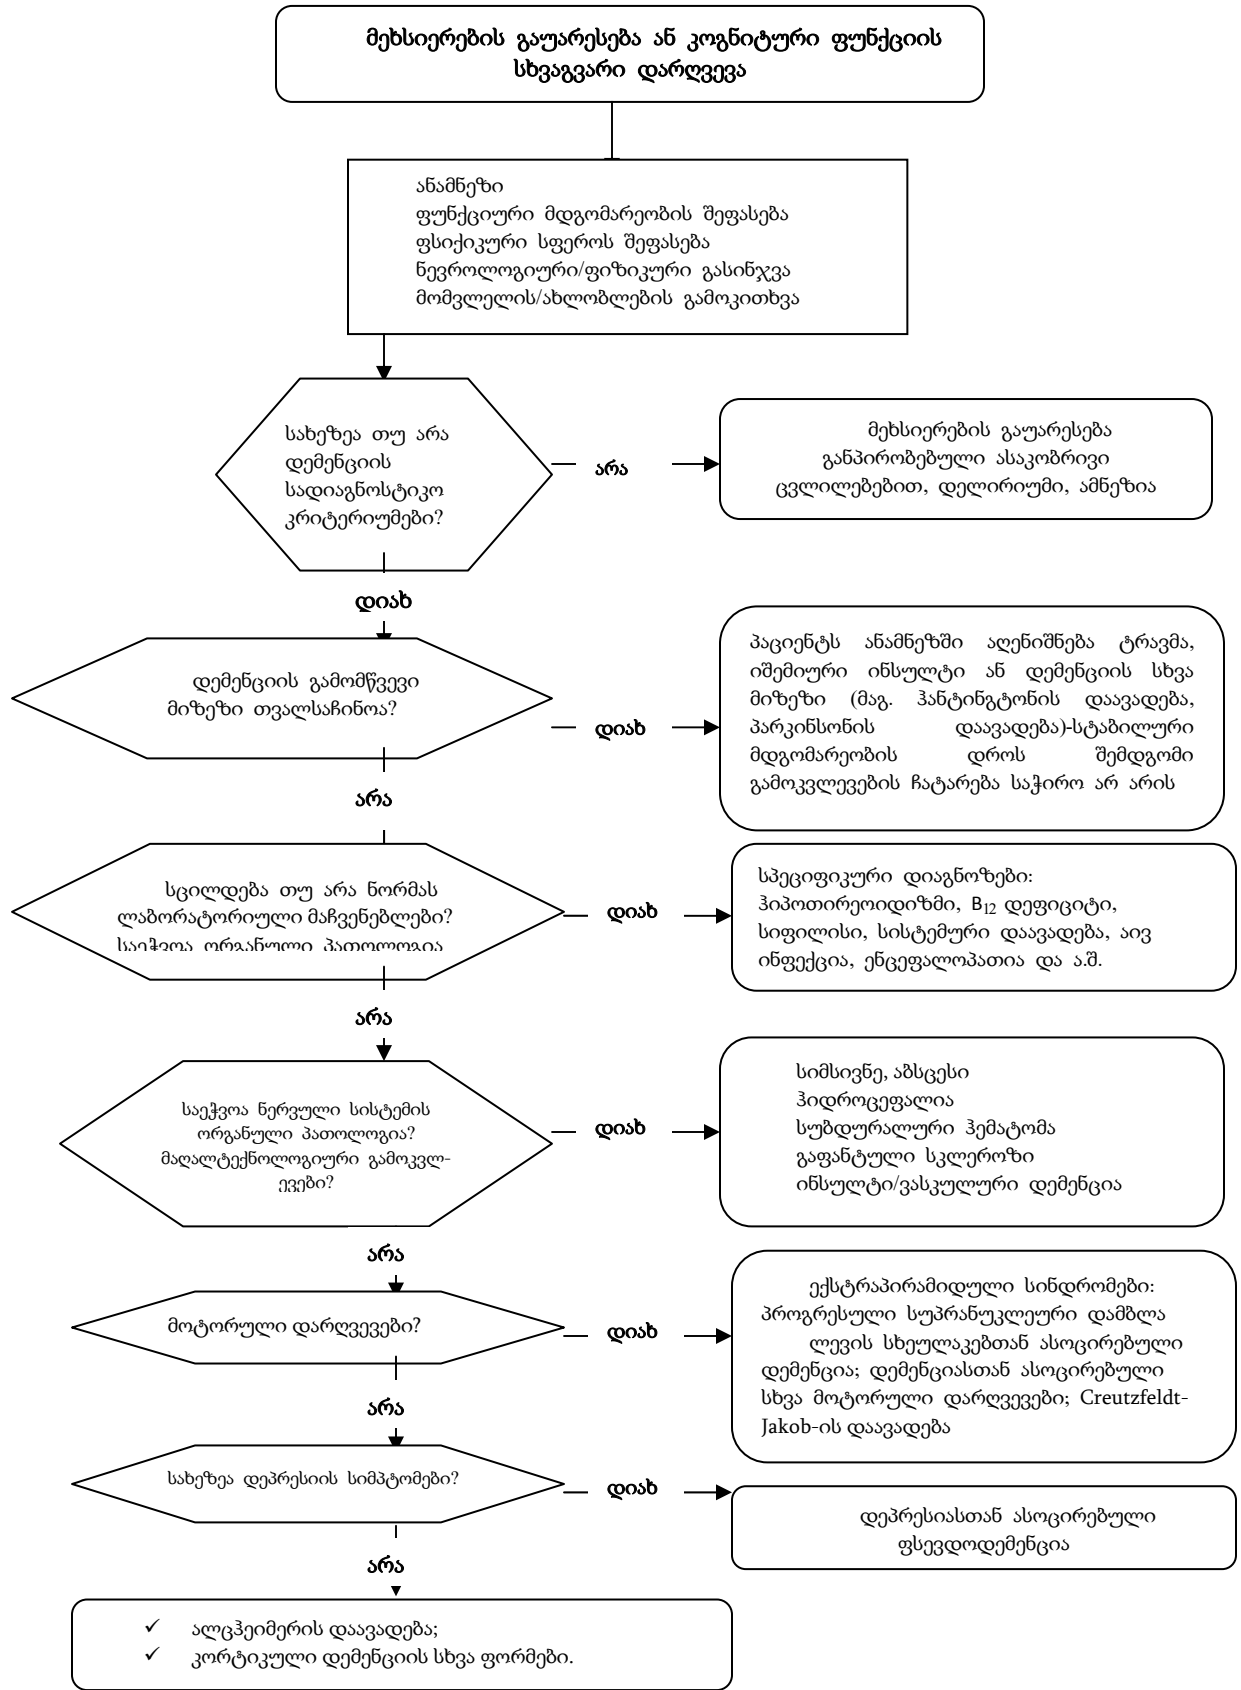 მეხსიერების გაუარესება ან კოგნიტური ფუნქციის
სხვაგვარი დარღვევა
ანამნეზი
ფუნქციური მდგომარეობის შეფასება
ფსიქიკური სფეროს შეფასება
ნევროლოგიური/ფიზიკური გასინჯვა
მომვლელის/ახლობლების გამოკითხვა
სახეზეა თუ არა
დემენციის
სადიაგნოსტიკო
კრიტერიუმები?
არა
მეხსიერების გაუარესება
განპირობებული ასაკობრივი
ცვლილებებით, დელირიუმი, ამნეზია
დიახ
დემენციის გამომწვევი
მიზეზი თვალსაჩინოა?
დიახ
პაციენტს ანამნეზში აღენიშნება ტრავმა,
იშემიური ინსულტი ან დემენციის სხვა
მიზეზი (მაგ. ჰანტინგტონის დაავადება,
პარკინსონის დაავადება)-სტაბილური
მდგომარეობის დროს შემდგომი
გამოკვლევების ჩატარება საჭირო არ არის
არა
სცილდება თუ არა ნორმას
ლაბორატორიული მაჩვენებლები?
საეჭვოა ორგანული პათოლოგია
დიახ
სპეციფიკური დიაგნოზები:
ჰიპოთირეოიდიზმი, B12 დეფიციტი,
სიფილისი, სისტემური დაავადება, აივ
ინფექცია, ენცეფალოპათია და ა.შ.
არა
საეჭვოა ნერვული სისტემის
ორგანული პათოლოგია?
მაღალტექნოლოგიური გამოკვლ-
ევები?
დიახ
სიმსივნე, აბსცესი
ჰიდროცეფალია
სუბდურალური ჰემატომა
გაფანტული სკლეროზი
ინსულტი/ვასკულური დემენცია
არა
მოტორული დარღვევები?
დიახ
ექსტრაპირამიდული სინდრომები:
პროგრესული სუპრანუკლეური დამბლა
ლევის სხეულაკებთან ასოცირებული
დემენცია; დემენციასთან ასოცირებული
სხვა მოტორული დარღვევები; Creutzfeldt-
Jakob-ის დაავადება
არა
სახეზეა დეპრესიის სიმპტომები?
დიახ
დეპრესიასთან ასოცირებული
ფსევდოდემენცია
არა
✓ ალცჰეიმერის დაავადება;
✓ კორტიკული დემენციის სხვა ფორმები.